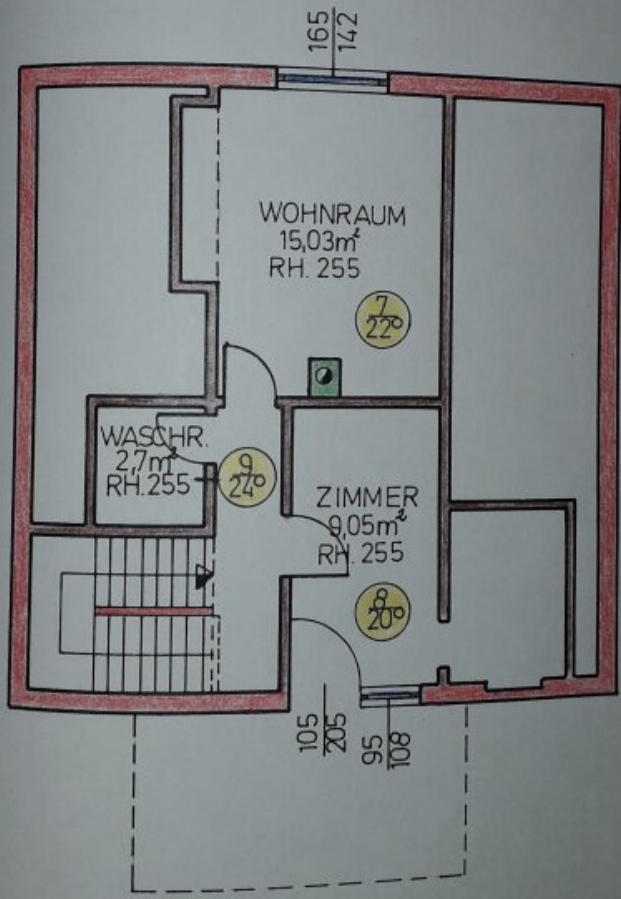 165
142
WOHNRAUM
15,03m²
RH. 255
7
22°
WASCHR.
2,7m²
RH.255
9
24°
ZIMMER
9,05m²
RH. 255
8
20°
105
205
95
108